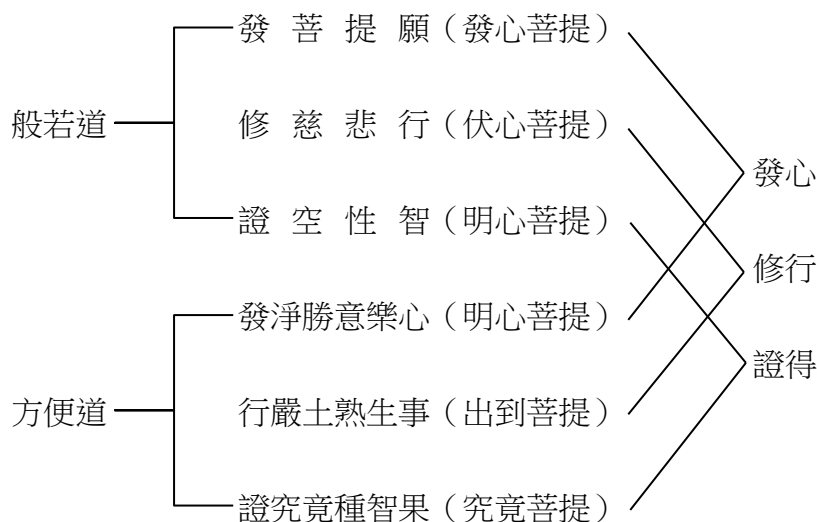 發菩提願（發心菩提）
般若道
修慈悲行（伏心菩提）
發心
證空性智（明心菩提）
修行
發淨勝意樂心（明心菩提）
證得
方便道
行嚴土熟生事（出到菩提）
證究竟種智果（究竟菩提）